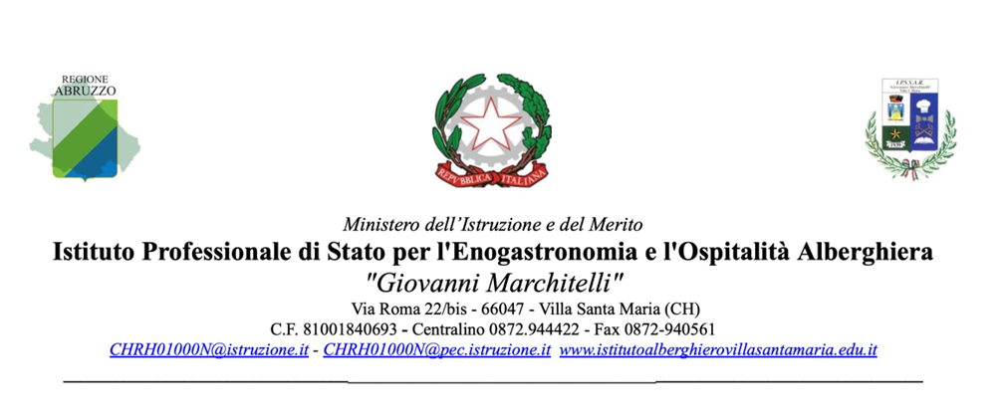 REGIONE
ABRUZZO
I.P.S.S.A.R.
"Giovanni Marchitelli"
REPVBBLICA ITALIANA
Ministero dell'Istruzione e del Merito
Istituto Professionale di Stato per l'Enogastronomia e l'Ospitalità Alberghiera
"Giovanni Marchitelli"
Via Roma 22/bis - 66047 - Villa Santa Maria (CH)
C.F. 81001840693 - Centralino 0872.944422 - Fax 0872-940561
CHRH01000N@istruzione.it - CHRH01000N@pec.istruzione.it www.istitutoalberghierovillasantamaria.edu.it